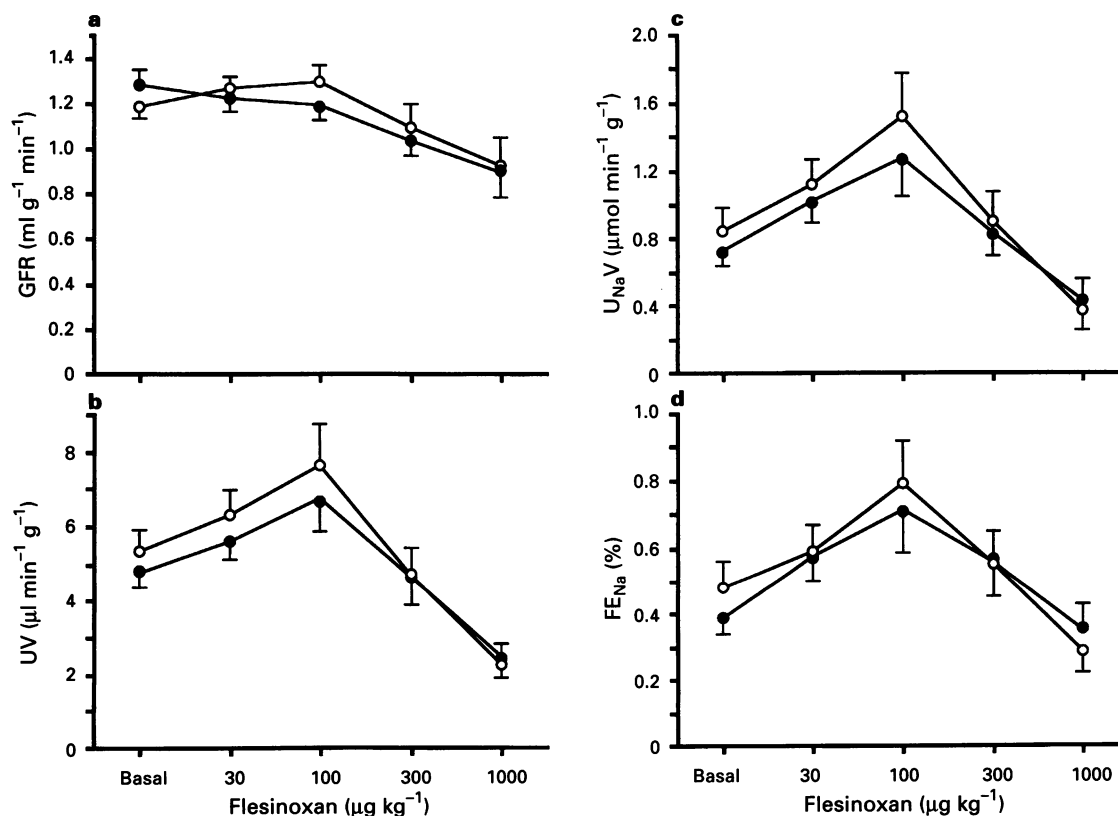 a
1.4
1.2
1.0
0.8
0.6
0.4
0.2
0
GFR (ml g⁻¹ min⁻¹)
b
8
6
4
2
0
UV (µl min⁻¹ g⁻¹)
Basal 30 100 300 1000
Flesinoxan (µg kg⁻¹)
c
2.0
1.6
1.2
0.8
0.4
0
U_NaV (µmol min⁻¹ g⁻¹)
d
1.0
0.8
0.6
0.4
0.2
0
FE_Na (%)
Basal 30 100 300 1000
Flesinoxan (µg kg⁻¹)